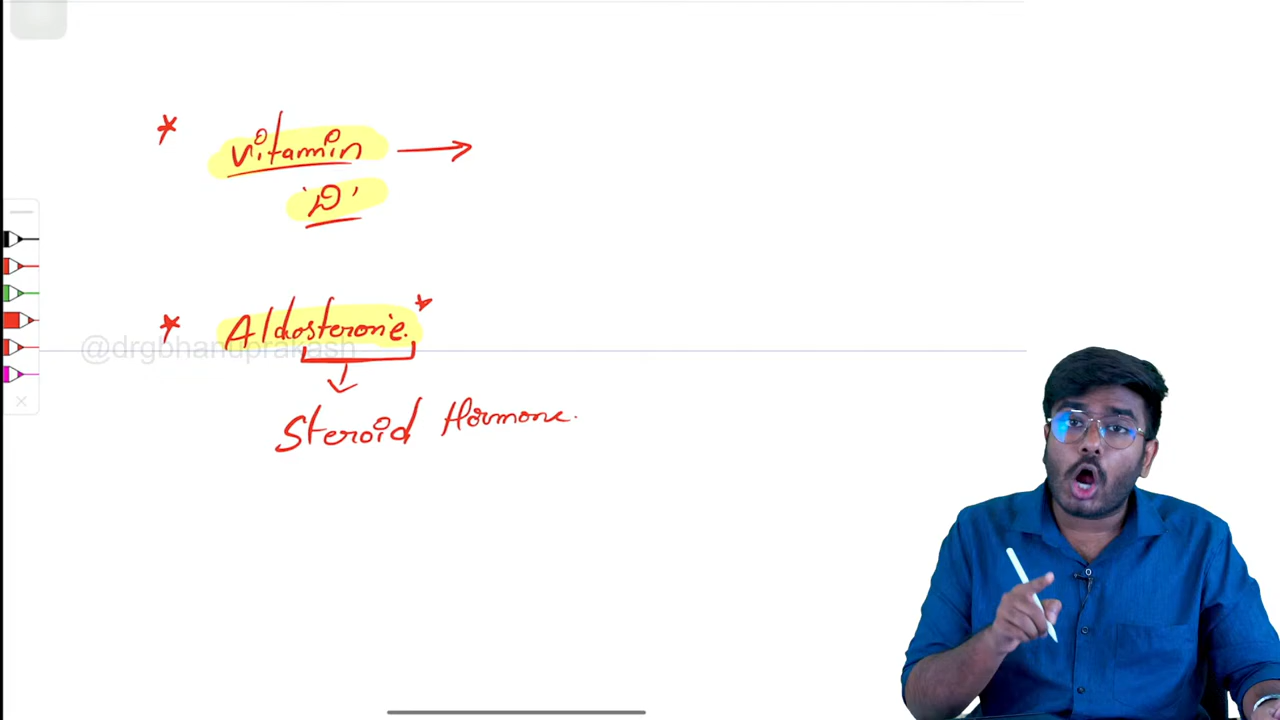 * vitamin →
'D'
* Aldosterone. *
@drgbhanuprakash
↓
Steroid Hormone.